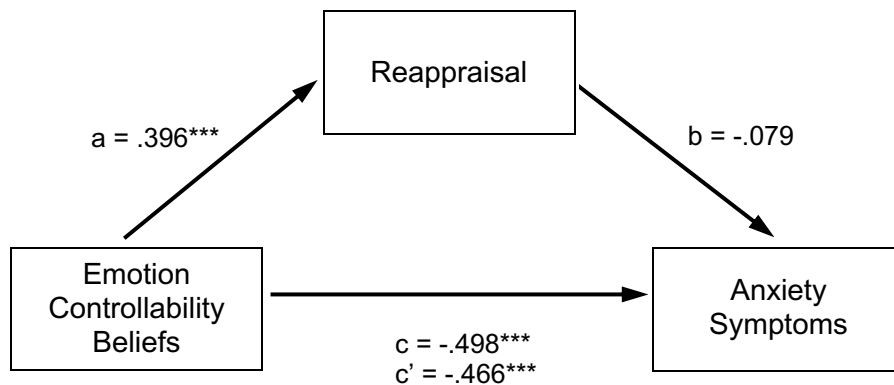 Reappraisal
a = .396***
b = -.079
Emotion
Controllability
Beliefs
Anxiety
Symptoms
c = -.498***
c’ = -.466***